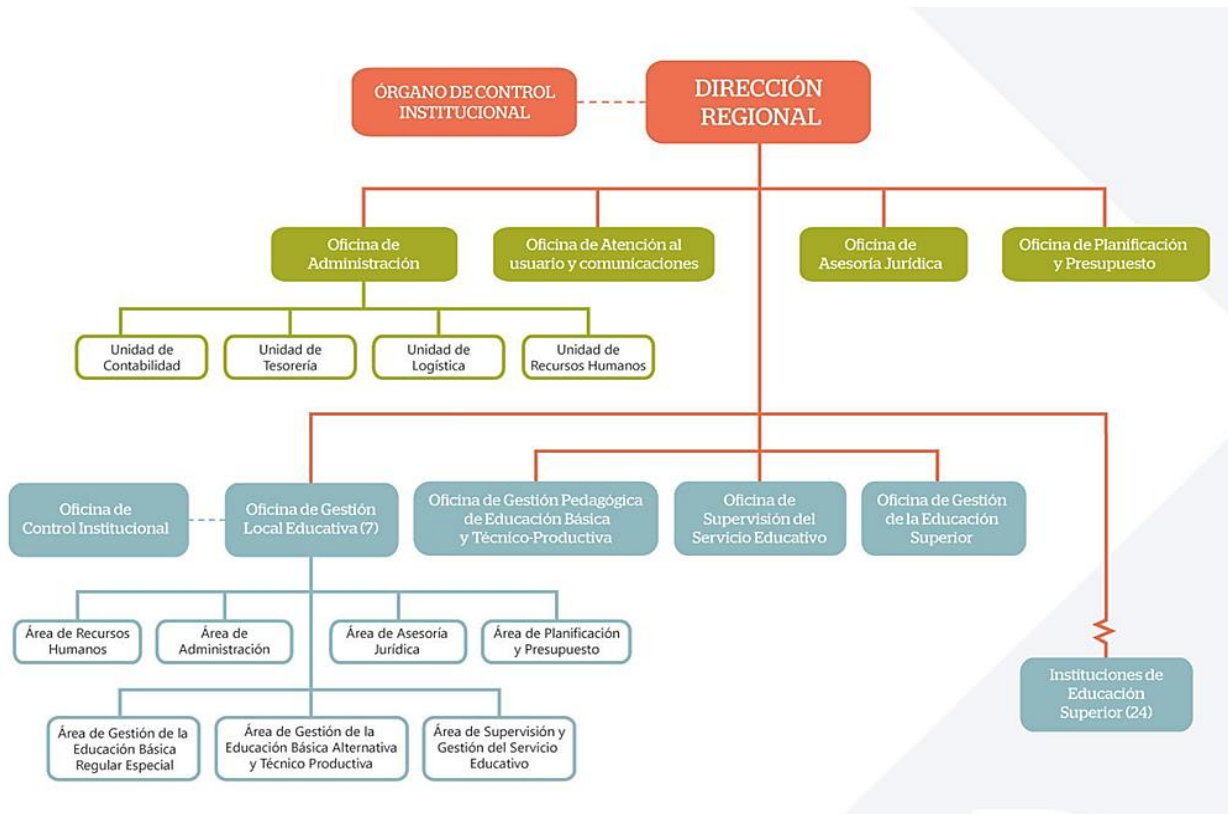 ÓRGANO DE CONTROL
INSTITUCIONAL
DIRECCIÓN
REGIONAL
Oficina de
Administración
Oficina de Atención al
usuario y comunicaciones
Oficina de
Asesoría Jurídica
Oficina de Planificación
y Presupuesto
Unidad de
Contabilidad
Unidad de
Tesorería
Unidad de
Logística
Unidad de
Recursos Humanos
Oficina de
Control Institucional
Oficina de Gestión
Local Educativa (7)
Oficina de Gestión Pedagógica
de Educación Básica
y Técnico-Productiva
Oficina de
Supervisión del
Servicio Educativo
Oficina de Gestión
de la Educación
Superior
Área de Recursos
Humanos
Área de
Administración
Área de Asesoría
Jurídica
Área de Planificación
y Presupuesto
Instituciones de
Educación
Superior (24)
Área de Gestión de la
Educación Básica
Regular Especial
Área de Gestión de la
Educación Básica Alternativa
y Técnico Productiva
Área de Supervisión y
Gestión del Servicio
Educativo